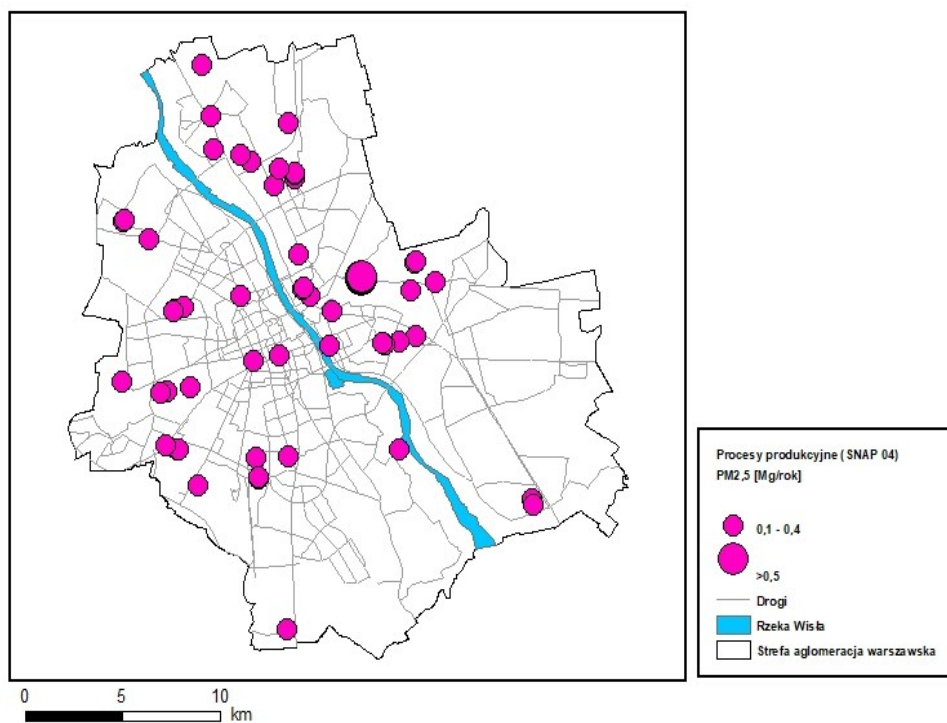 Procesy produkcyjne ( SNAP 04)
PM2,5 [Mg/rok]
0,1 - 0,4
>0,5
Drogi
Rzeka Wisła
Strefa aglomeracja warszawska
0 5 10
km